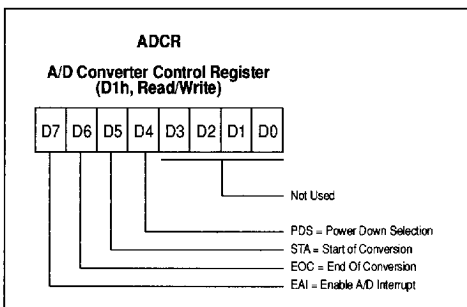 ADCR
A/D Converter Control Register
(D1h, Read/Write)
D7 D6 D5 D4 D3 D2 D1 D0
Not Used
PDS = Power Down Selection
STA = Start of Conversion
EOC = End Of Conversion
EAI = Enable A/D Interrupt